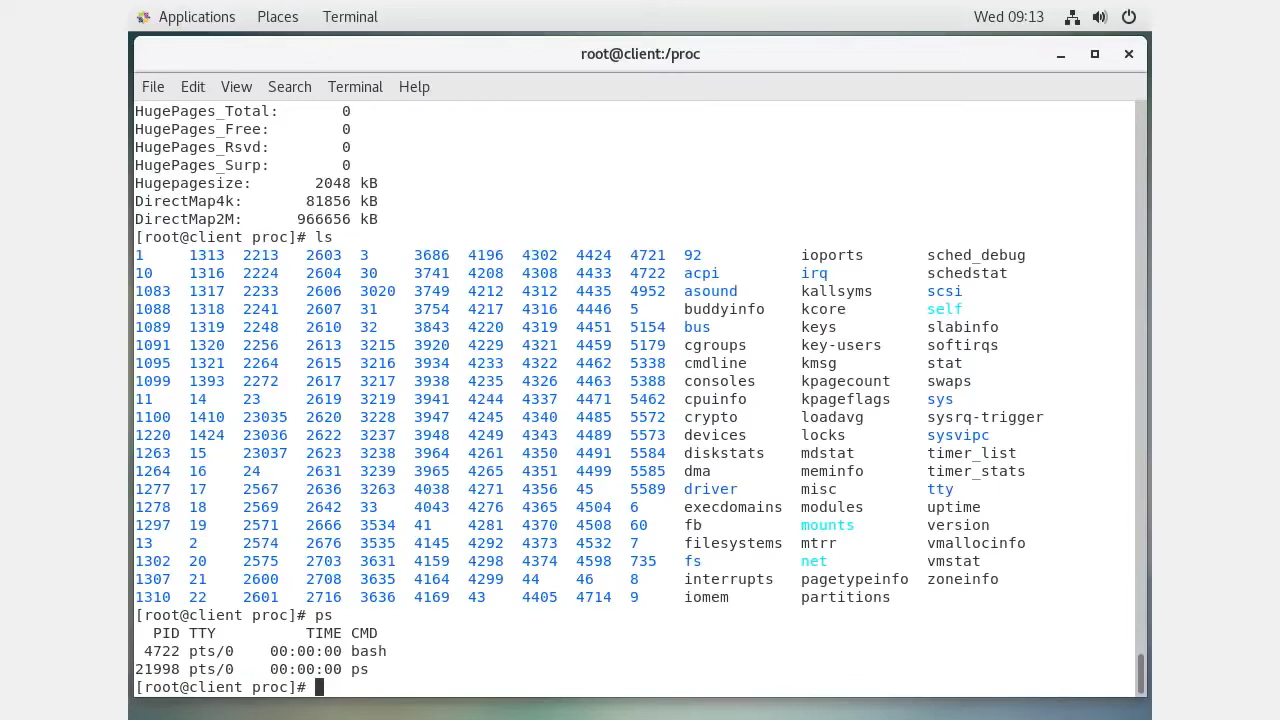 Applications Places Terminal Wed 09:13
root@client:/proc
File Edit View Search Terminal Help
HugePages_Total:       0
HugePages_Free:        0
HugePages_Rsvd:        0
HugePages_Surp:        0
Hugepagesize:       2048 kB
DirectMap4k:       81856 kB
DirectMap2M:      966656 kB
[root@client proc]# ls
1     1313  2213   2603  3     3686  4196  4302  4424  4721  92           ioports       sched_debug
10    1316  2224   2604  30    3741  4208  4308  4433  4722  acpi         irq           schedstat
1083  1317  2233   2606  3020  3749  4212  4312  4435  4952  asound       kallsyms      scsi
1088  1318  2241   2607  31    3754  4217  4316  4446  5     buddyinfo    kcore         self
1089  1319  2248   2610  32    3843  4220  4319  4451  5154  bus          keys          slabinfo
1091  1320  2256   2613  3215  3920  4229  4321  4459  5179  cgroups      key-users     softirqs
1095  1321  2264   2615  3216  3934  4233  4322  4462  5338  cmdline      kmsg          stat
1099  1393  2272   2617  3217  3938  4235  4326  4463  5388  consoles     kpagecount    swaps
11    14    23     2619  3219  3941  4244  4337  4471  5462  cpuinfo      kpageflags    sys
1100  1410  23035  2620  3228  3947  4245  4340  4485  5572  crypto       loadavg       sysrq-trigger
1220  1424  23036  2622  3237  3948  4249  4343  4489  5573  devices      locks         sysvipc
1263  15    23037  2623  3238  3964  4261  4350  4491  5584  diskstats    mdstat        timer_list
1264  16    24     2631  3239  3965  4265  4351  4499  5585  dma          meminfo       timer_stats
1277  17    2567   2636  3263  4038  4271  4356  45    5589  driver       misc          tty
1278  18    2569   2642  33    4043  4276  4365  4504  6     execdomains  modules       uptime
1297  19    2571   2666  3534  41    4281  4370  4508  60    fb           mounts        version
13    2     2574   2676  3535  4145  4292  4373  4532  7     filesystems  mtrr          vmallocinfo
1302  20    2575   2703  3631  4159  4298  4374  4598  735   fs           net           vmstat
1307  21    2600   2708  3635  4164  4299  44    46    8     interrupts   pagetypeinfo  zoneinfo
1310  22    2601   2716  3636  4169  43    4405  4714  9     iomem        partitions
[root@client proc]# ps
  PID TTY          TIME CMD
 4722 pts/0    00:00:00 bash
21998 pts/0    00:00:00 ps
[root@client proc]#